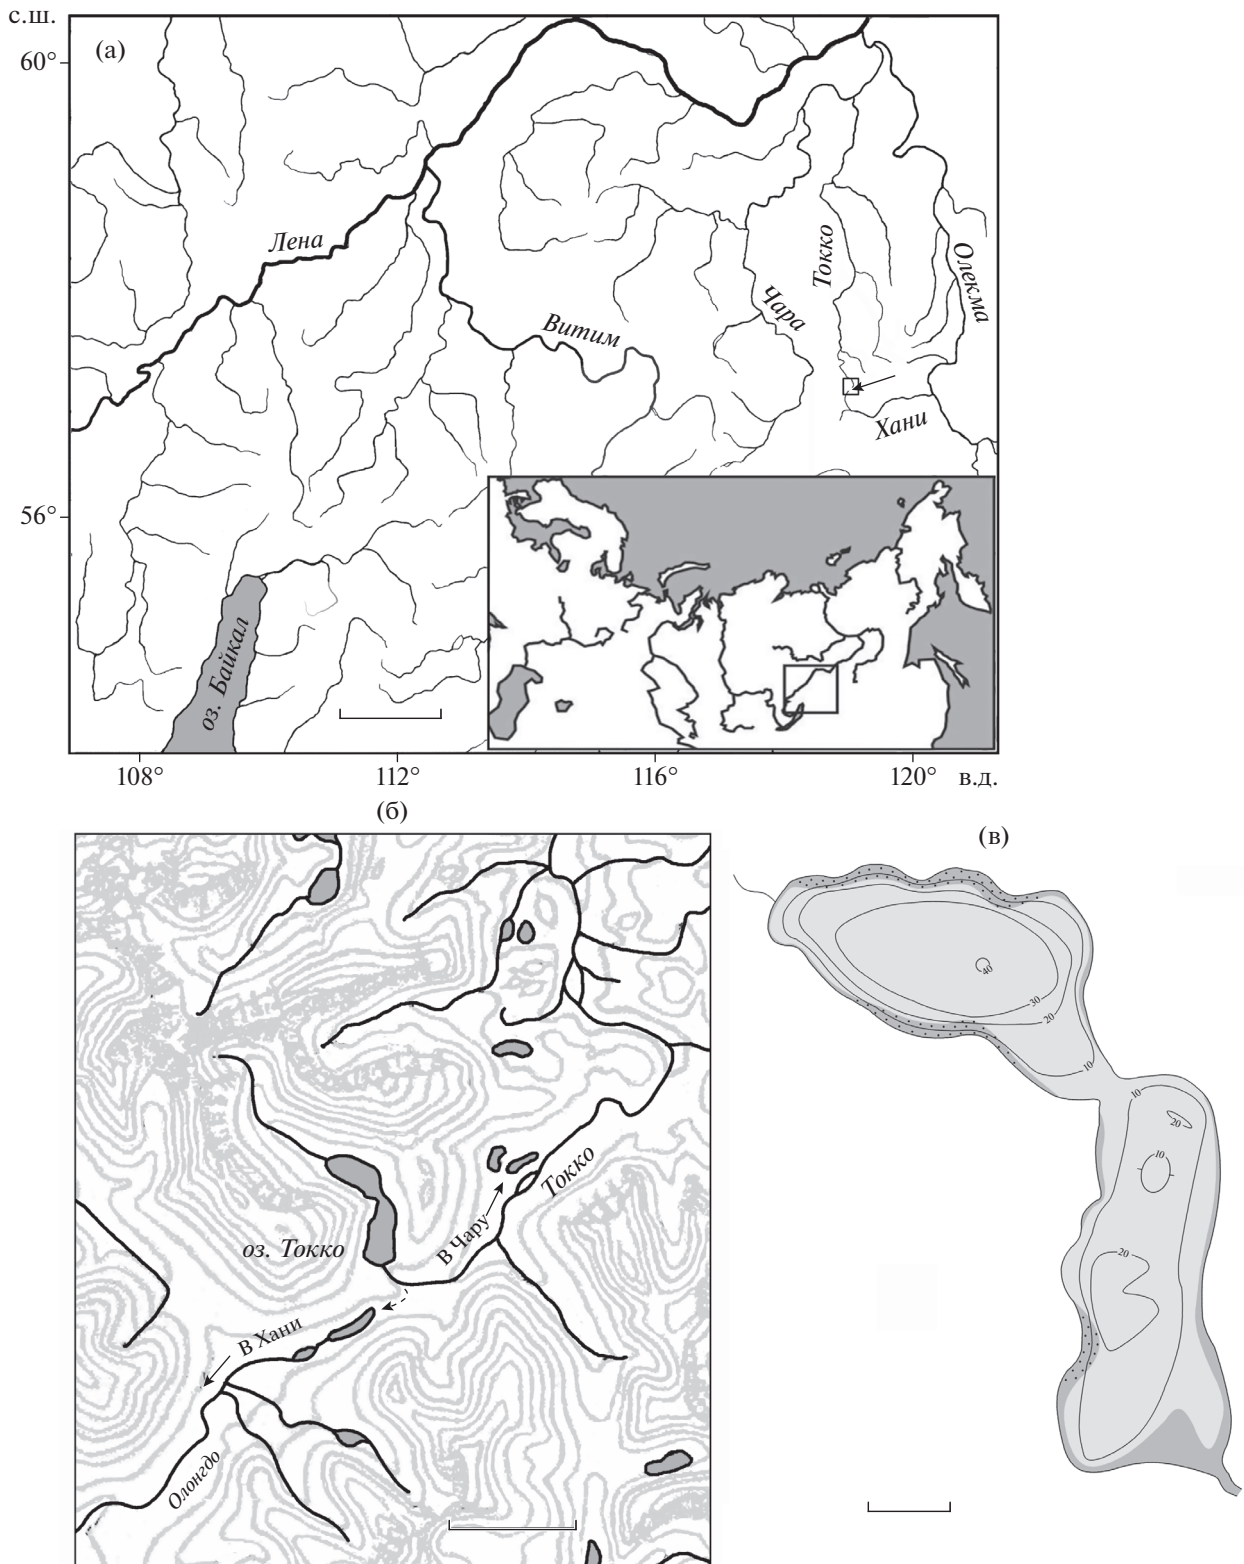 с.ш.
(а)
60°
Лена
Токко
Олекма
Чара
Витим
Хани
56°
оз. Байкал
108°
112°
116°
120°
в.д.
(б)
(в)
40
30
20
10
10
20
10
20
Токко
В Чару
оз. Токко
В Хани
Олонгдо